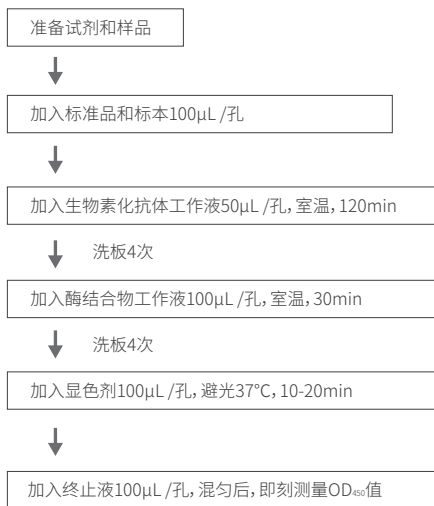 准备试剂和样品
加入标准品和标本100μL /孔
加入生物素化抗体工作液50μL /孔，室温，120min
洗板4次
加入酶结合物工作液100μL /孔，室温，30min
洗板4次
加入显色剂100μL /孔，避光37°C，10-20min
加入终止液100μL /孔，混匀后，即刻测量OD₄₅₀值